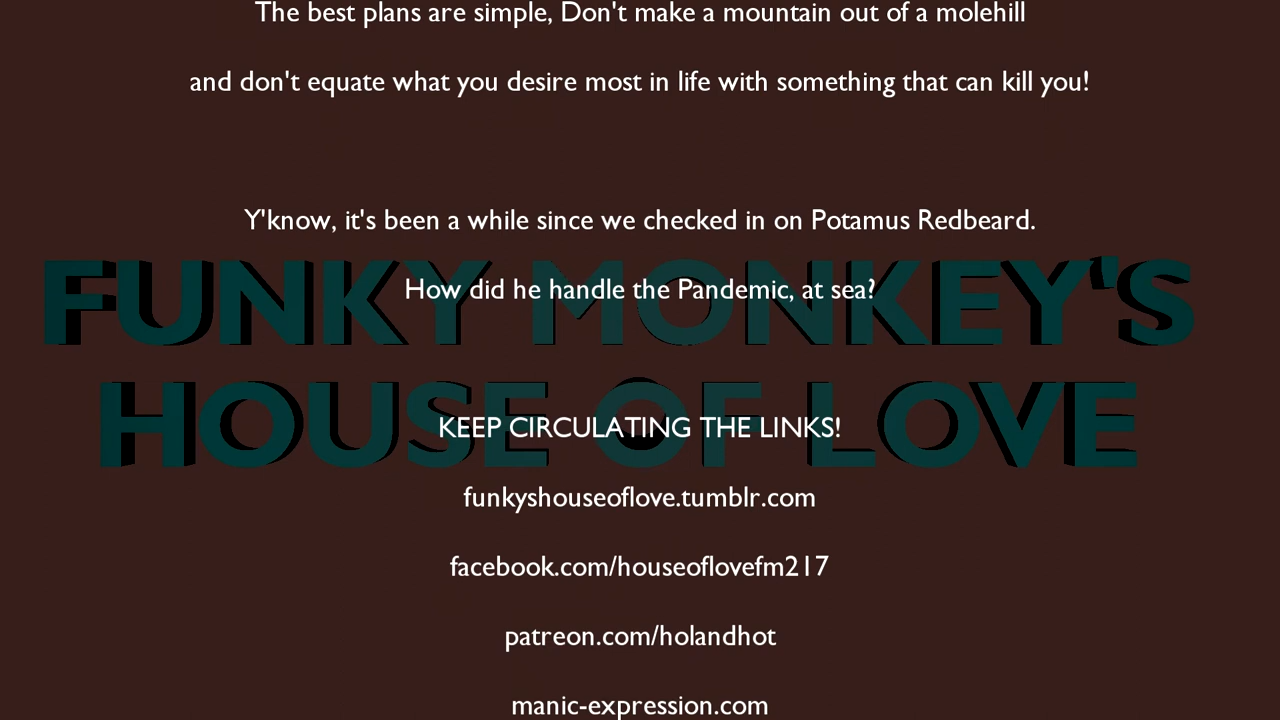 The best plans are simple, Don't make a mountain out of a molehill
and don't equate what you desire most in life with something that can kill you!
Y'know, it's been a while since we checked in on Potamus Redbeard.
FUNKY MONKEY'S
How did he handle the Pandemic, at sea?
HOUSE OF LOVE
KEEP CIRCULATING THE LINKS!
funkyshouseoflove.tumblr.com
facebook.com/houseoflovefm217
patreon.com/holandhot
manic-expression.com